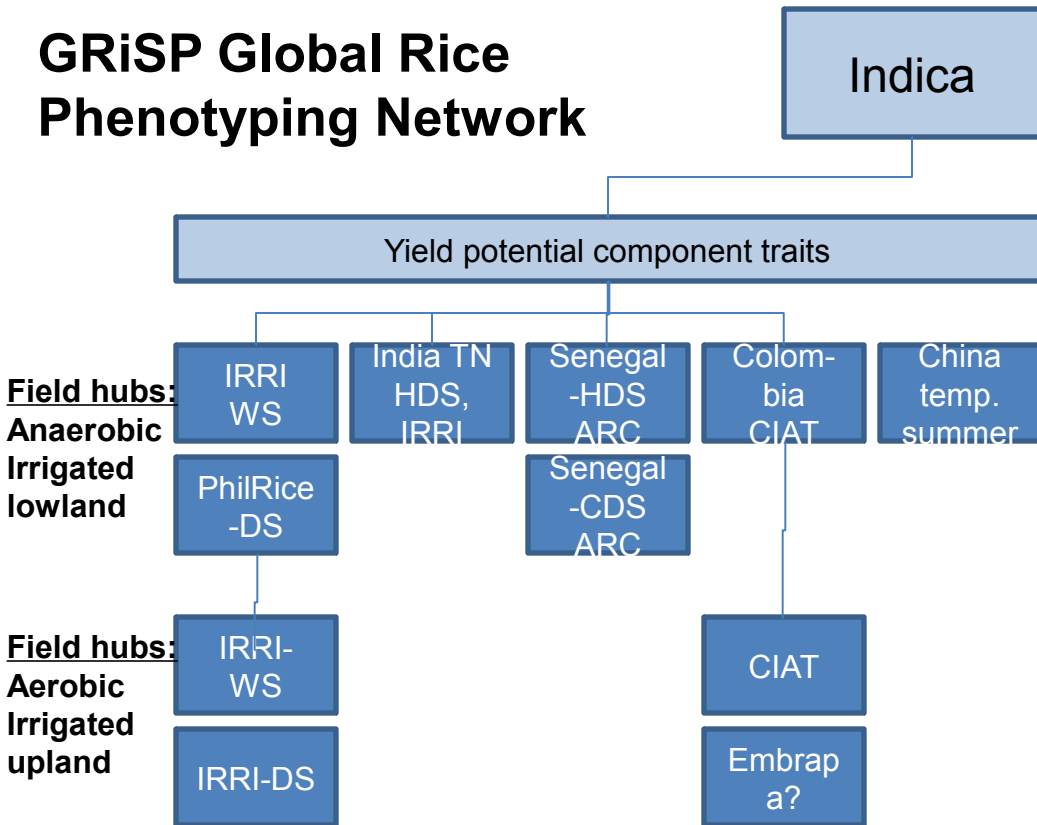 GRiSP Global Rice
Phenotyping Network
Indica
Yield potential component traits
Field hubs:
Anaerobic
Irrigated
lowland
IRRI
WS
India TN
HDS,
IRRI
Senegal
-HDS
ARC
Colom-
bia
CIAT
China
temp.
summer
PhilRice
-DS
Senegal
-CDS
ARC
Field hubs:
Aerobic
Irrigated
upland
IRRI-
WS
CIAT
IRRI-DS
Embrap
a?